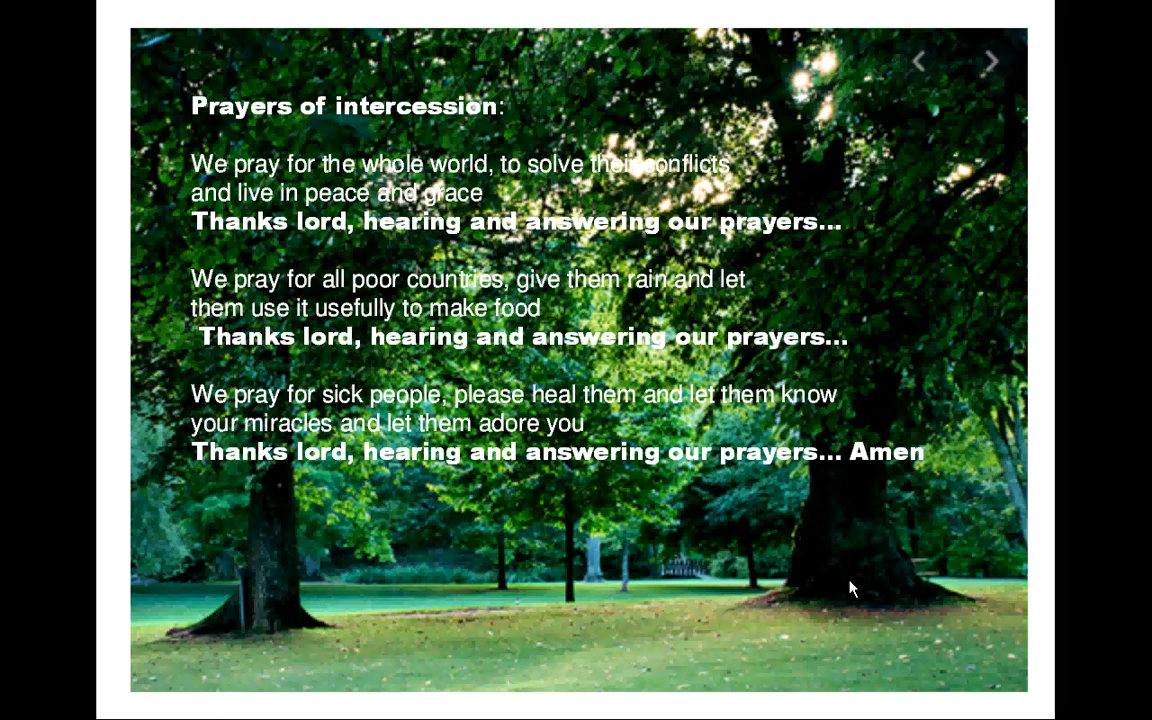 Prayers of intercession:
We pray for the whole world, to solve their conflicts
and live in peace and grace
Thanks lord, hearing and answering our prayers...
We pray for all poor countries, give them rain and let
them use it usefully to make food
Thanks lord, hearing and answering our prayers...
We pray for sick people, please heal them and let them know
your miracles and let them adore you
Thanks lord, hearing and answering our prayers... Amen